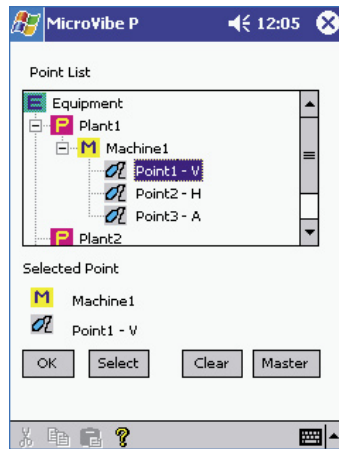 MicroVibe P 12:05
Point List
E Equipment
P Plant1
M Machine1
Point1 - V
Point2 - H
Point3 - A
P Plant2
Selected Point
M Machine1
Point1 - V
OK Select Clear Master